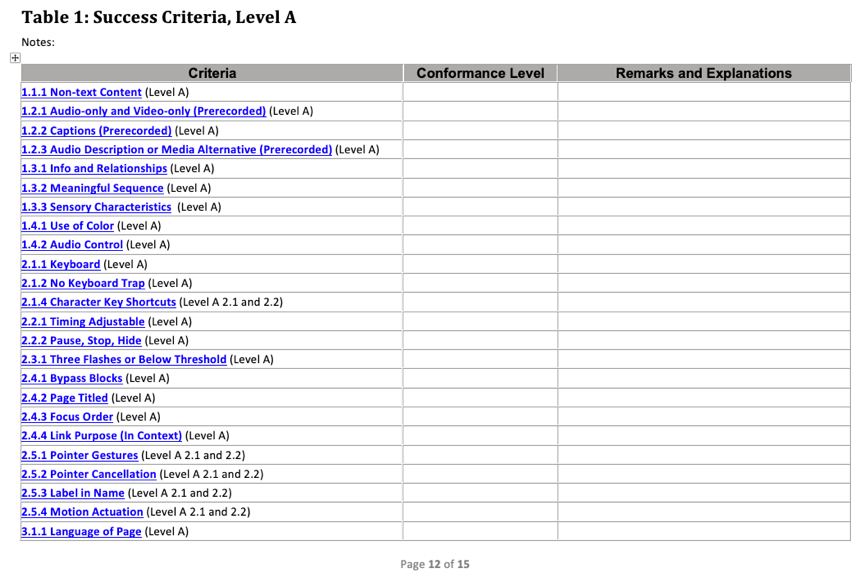 Table 1: Success Criteria, Level A
Notes:
Criteria Conformance Level Remarks and Explanations
1.1.1 Non-text Content (Level A)
1.2.1 Audio-only and Video-only (Prerecorded) (Level A)
1.2.2 Captions (Prerecorded) (Level A)
1.2.3 Audio Description or Media Alternative (Prerecorded) (Level A)
1.3.1 Info and Relationships (Level A)
1.3.2 Meaningful Sequence (Level A)
1.3.3 Sensory Characteristics (Level A)
1.4.1 Use of Color (Level A)
1.4.2 Audio Control (Level A)
2.1.1 Keyboard (Level A)
2.1.2 No Keyboard Trap (Level A)
2.1.4 Character Key Shortcuts (Level A 2.1 and 2.2)
2.2.1 Timing Adjustable (Level A)
2.2.2 Pause, Stop, Hide (Level A)
2.3.1 Three Flashes or Below Threshold (Level A)
2.4.1 Bypass Blocks (Level A)
2.4.2 Page Titled (Level A)
2.4.3 Focus Order (Level A)
2.4.4 Link Purpose (In Context) (Level A)
2.5.1 Pointer Gestures (Level A 2.1 and 2.2)
2.5.2 Pointer Cancellation (Level A 2.1 and 2.2)
2.5.3 Label in Name (Level A 2.1 and 2.2)
2.5.4 Motion Actuation (Level A 2.1 and 2.2)
3.1.1 Language of Page (Level A)
Page 12 of 15